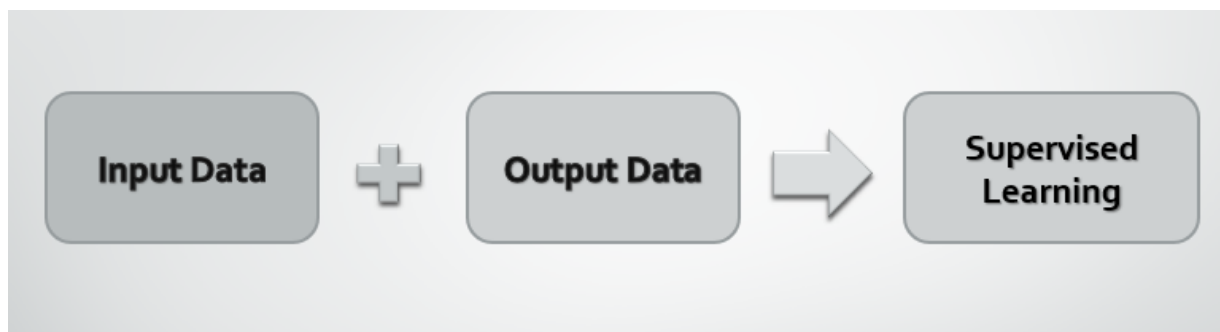 Input Data
Output Data
Supervised
Learning